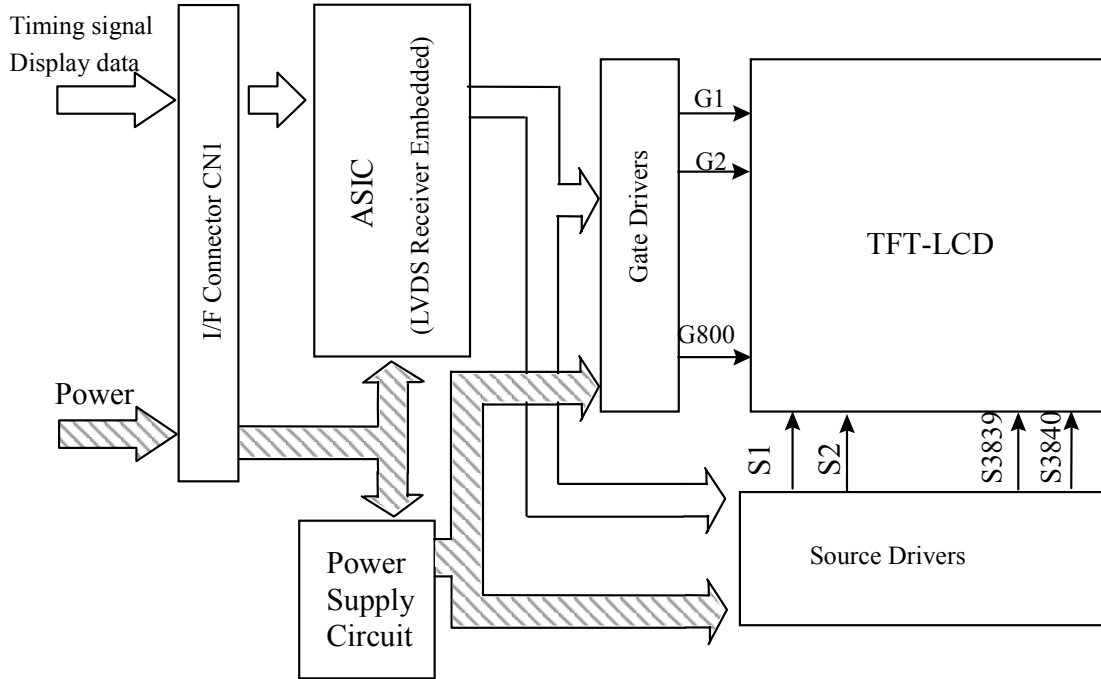 Timing signal
Display data
I/F Connector CN1
ASIC
(LVDS Receiver Embedded)
Gate Drivers
G1
G2
G800
TFT-LCD
Power
S1
S2
S3839
S3840
Power
Supply
Circuit
Source Drivers